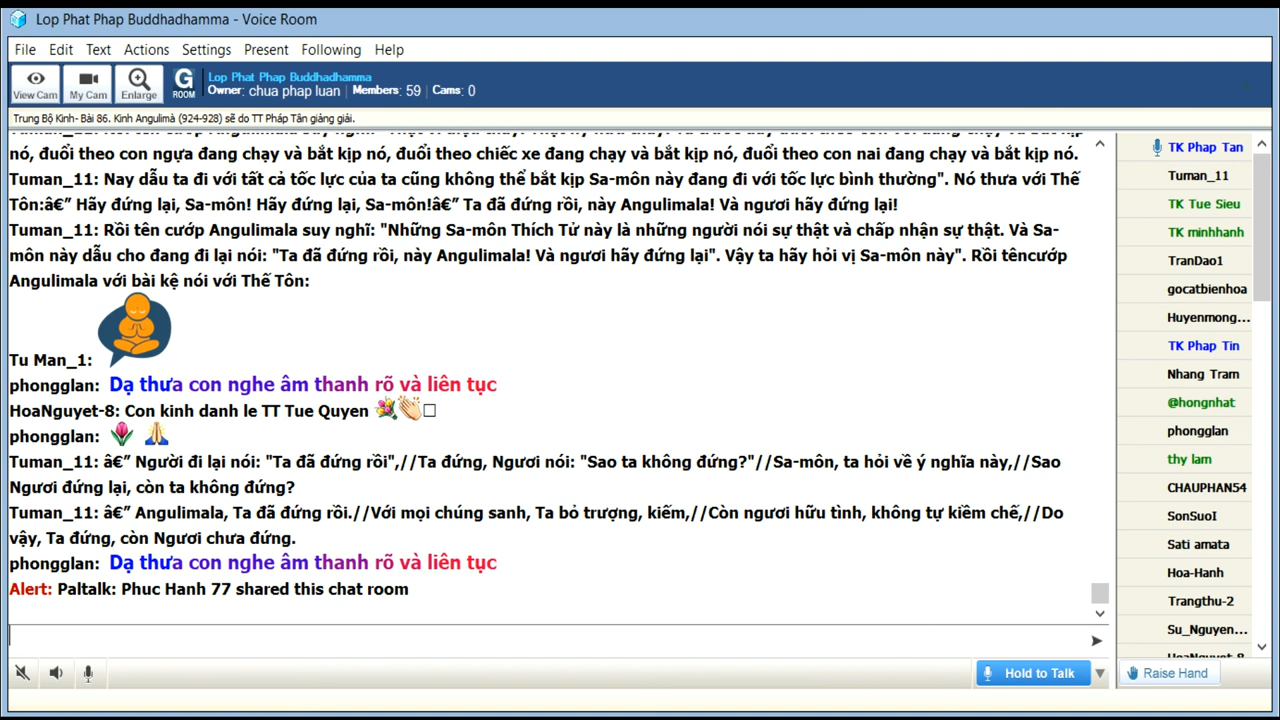 Lop Phat Phap Buddhadhamma - Voice Room
File Edit Text Actions Settings Present Following Help
View Cam My Cam Enlarge G ROOM
Lop Phat Phap Buddhadhamma
Owner: chua phap luan | Members: 59 | Cams: 0
Trung Bộ Kinh- Bài 86. Kinh Angulimà (924-928) sẽ do TT Pháp Tân giảng giải.
nó, đuổi theo con ngựa đang chạy và bắt kịp nó, đuổi theo chiếc xe đang chạy và bắt kịp nó, đuổi theo con nai đang chạy và bắt kịp nó.
Tuman_11: Nay dẫu ta đi với tất cả tốc lực của ta cũng không thể bắt kịp Sa-môn này đang đi với tốc lực bình thường". Nó thưa với Thế
Tôn:â€” Hãy đứng lại, Sa-môn! Hãy đứng lại, Sa-môn!â€” Ta đã đứng rồi, này Angulimala! Và ngươi hãy đứng lại!
Tuman_11: Rồi tên cướp Angulimala suy nghĩ: "Những Sa-môn Thích Tử này là những người nói sự thật và chấp nhận sự thật. Và Sa-
môn này dẫu cho đang đi lại nói: "Ta đã đứng rồi, này Angulimala! Và ngươi hãy đứng lại". Vậy ta hãy hỏi vị Sa-môn này". Rồi têncướp
Angulimala với bài kệ nói với Thế Tôn:
Tu Man_1:
phongglan: Dạ thưa con nghe âm thanh rõ và liên tục
HoaNguyet-8: Con kinh danh le TT Tue Quyen
phongglan:
Tuman_11: â€” Người đi lại nói: "Ta đã đứng rồi",//Ta đứng, Ngươi nói: "Sao ta không đứng?"//Sa-môn, ta hỏi về ý nghĩa này,//Sao
Ngươi đứng lại, còn ta không đứng?
Tuman_11: â€” Angulimala, Ta đã đứng rồi.//Với mọi chúng sanh, Ta bỏ trượng, kiếm,//Còn ngươi hữu tình, không tự kiềm chế,//Do
vậy, Ta đứng, còn Ngươi chưa đứng.
phongglan: Dạ thưa con nghe âm thanh rõ và liên tục
Alert: Paltalk: Phuc Hanh 77 shared this chat room
Hold to Talk
TK Phap Tan
Tuman_11
TK Tue Sieu
TK minhhanh
TranDao1
gocatbienhoa
Huyenmong...
TK Phap Tin
Nhang Tram
@hongnhat
phongglan
thy lam
CHAUPHAN54
SonSuoI
Sati amata
Hoa-Hanh
Trangthu-2
Su_Nguyen...
HoaNguyet-8
Raise Hand